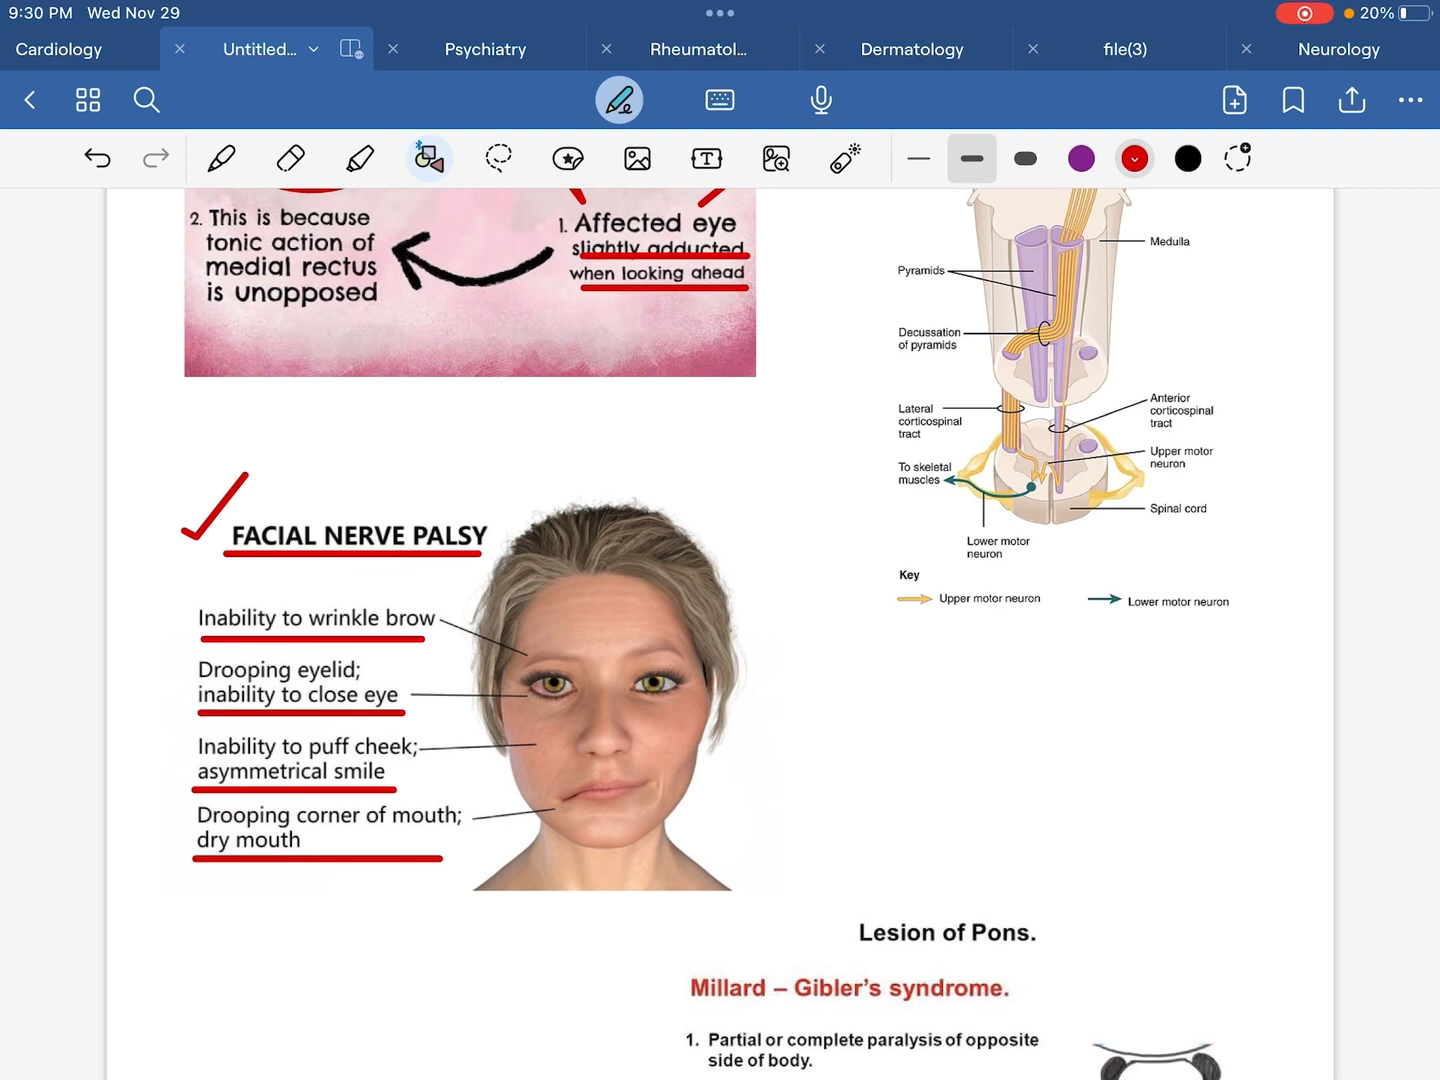 9:30 PM Wed Nov 29
20%
Cardiology
Untitled...
Psychiatry
Rheumatol...
Dermatology
file(3)
Neurology
2. This is because
tonic action of
medial rectus
is unopposed
1. Affected eye
slightly adducted
when looking ahead
Medulla
Pyramids
Decussation
of pyramids
Lateral
corticospinal
tract
Anterior
corticospinal
tract
Upper motor
neuron
To skeletal
muscles
Spinal cord
Lower motor
neuron
Key
Upper motor neuron
Lower motor neuron
FACIAL NERVE PALSY
Inability to wrinkle brow
Drooping eyelid;
inability to close eye
Inability to puff cheek;
asymmetrical smile
Drooping corner of mouth;
dry mouth
Lesion of Pons.
Millard – Gibler's syndrome.
1. Partial or complete paralysis of opposite
side of body.